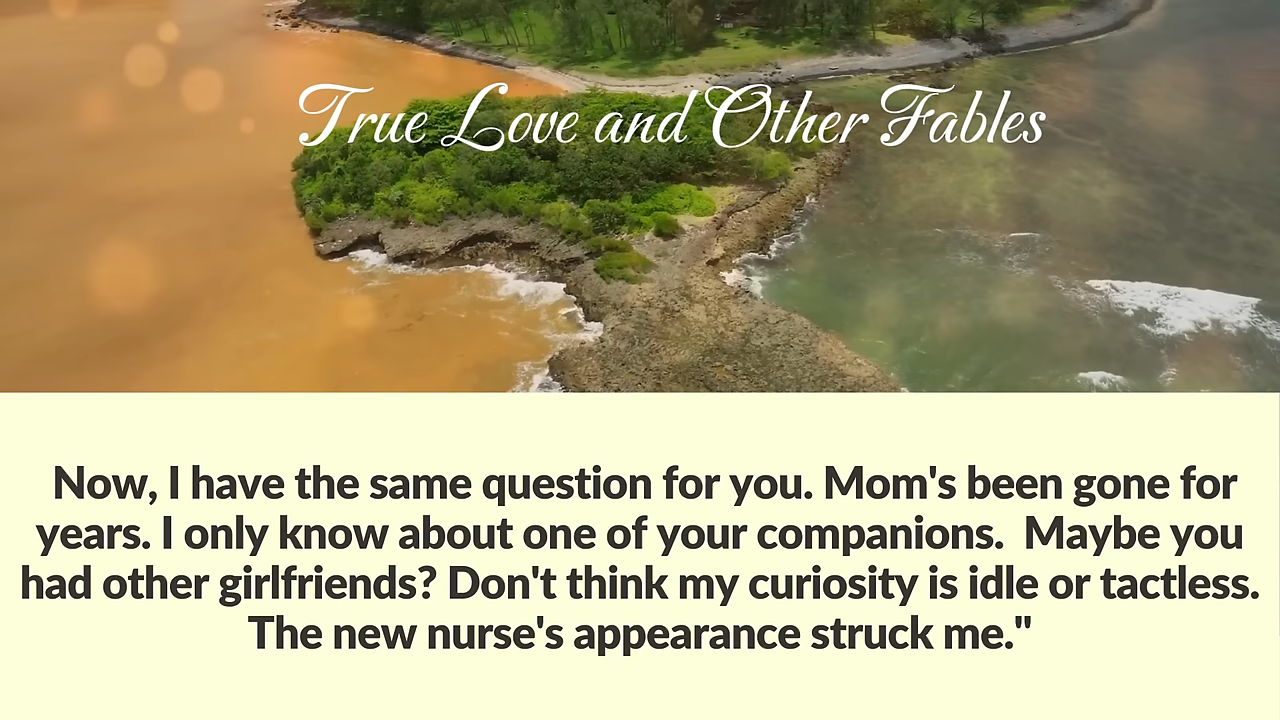 True Love and Other Fables
Now, I have the same question for you. Mom's been gone for
years. I only know about one of your companions.  Maybe you
had other girlfriends? Don't think my curiosity is idle or tactless.
The new nurse's appearance struck me."